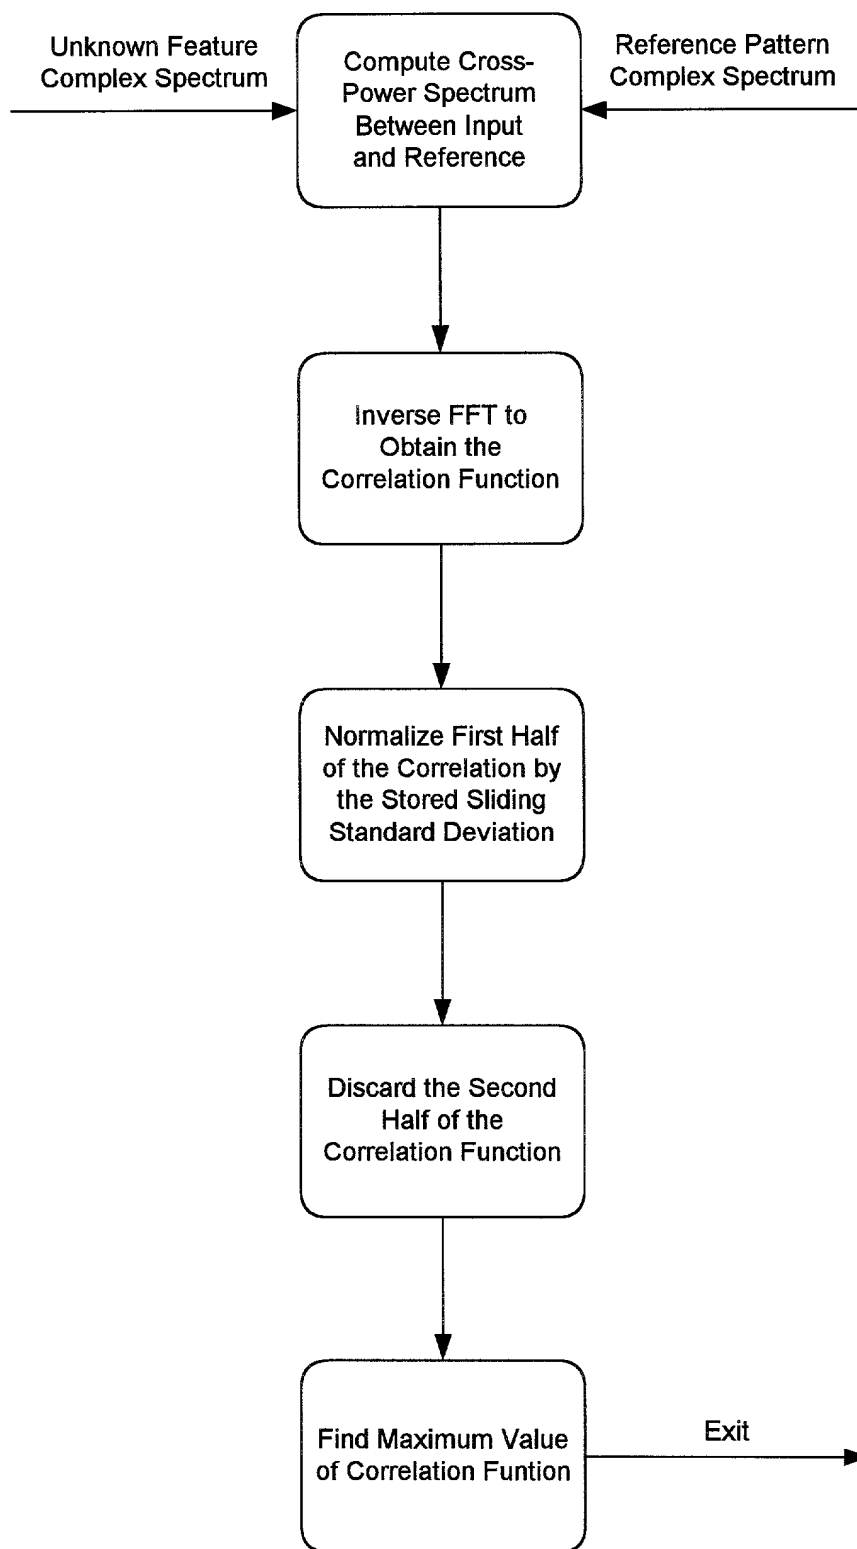 Unknown Feature
Complex Spectrum
Compute Cross-
Power Spectrum
Between Input
and Reference
Reference Pattern
Complex Spectrum
Inverse FFT to
Obtain the
Correlation Function
Normalize First Half
of the Correlation by
the Stored Sliding
Standard Deviation
Discard the Second
Half of the
Correlation Function
Find Maximum Value
of Correlation Funtion
Exit